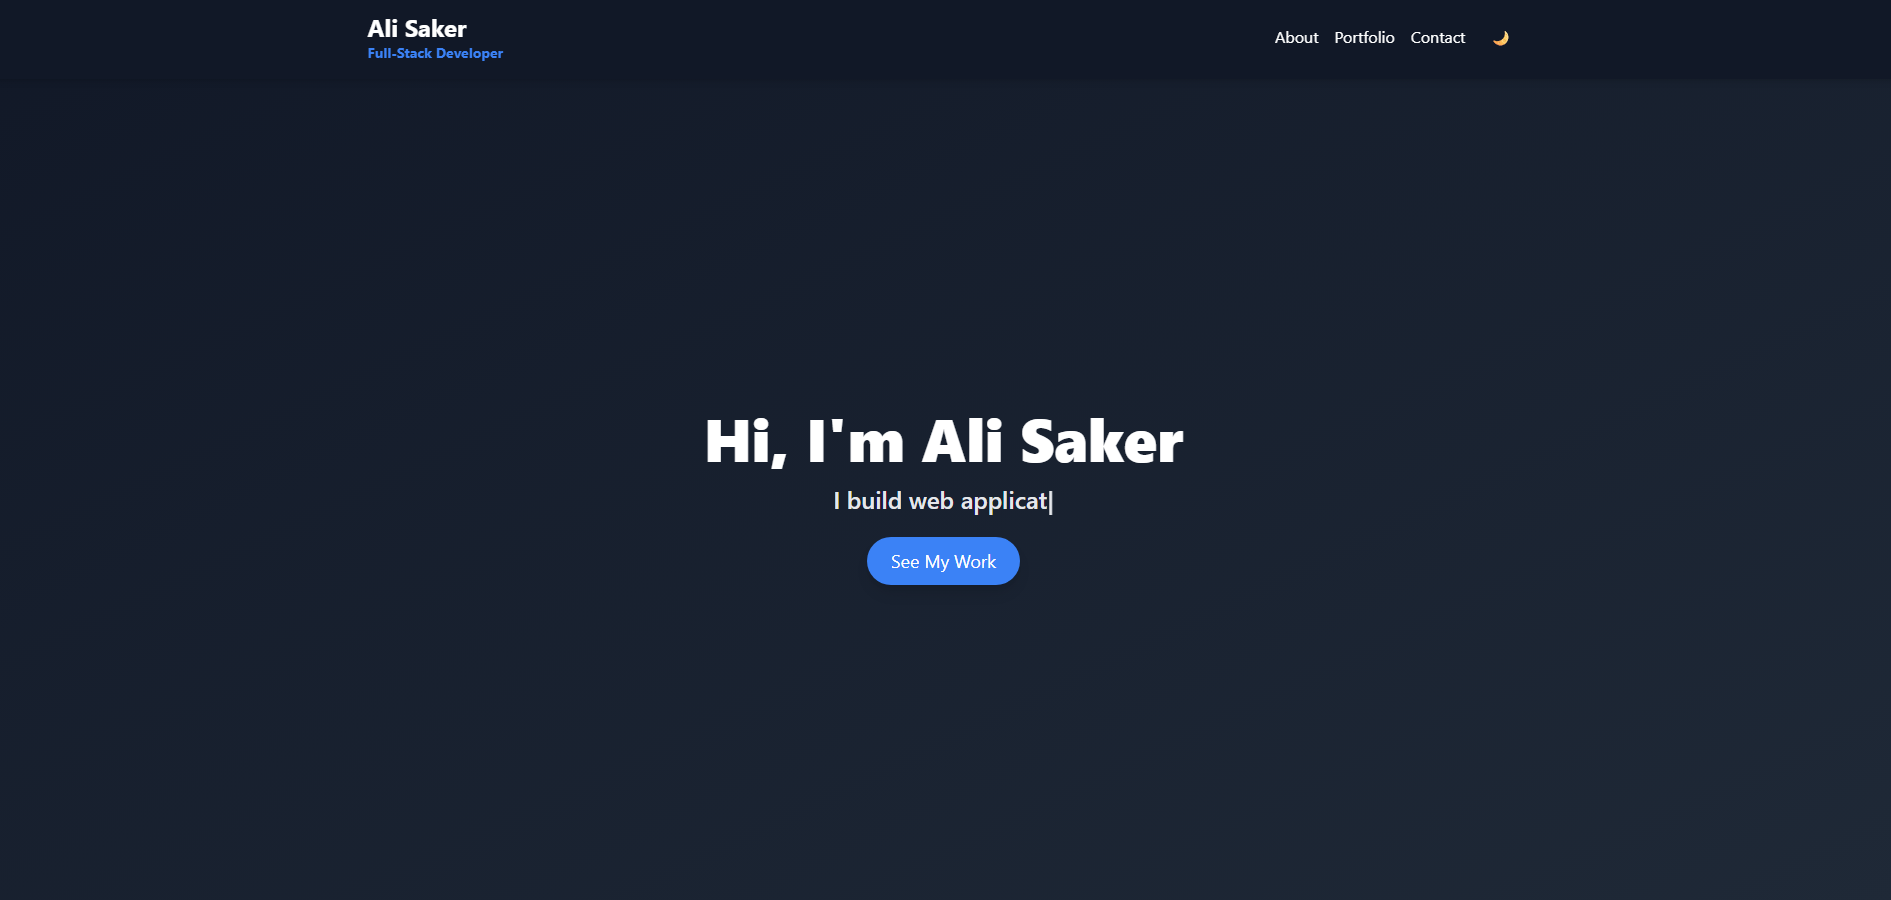 Ali Saker
Full-Stack Developer
About Portfolio Contact
Hi, I'm Ali Saker
I build web applicat|
See My Work